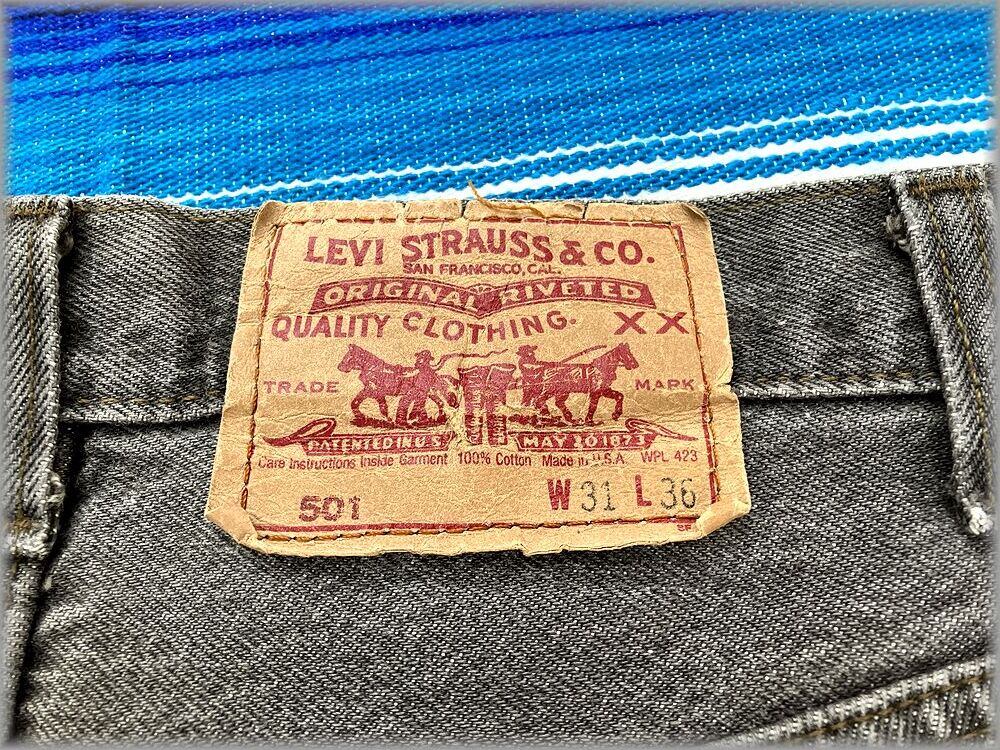 LEVI STRAUSS & CO.
SAN FRANCISCO, CAL.
ORIGINAL RIVETED
QUALITY CLOTHING. XX
TRADE MARK
PATENTED IN U.S. MAY 20 1873
Care Instructions Inside Garment 100% Cotton Made in U.S.A. WPL 423
501 W 31 L 36